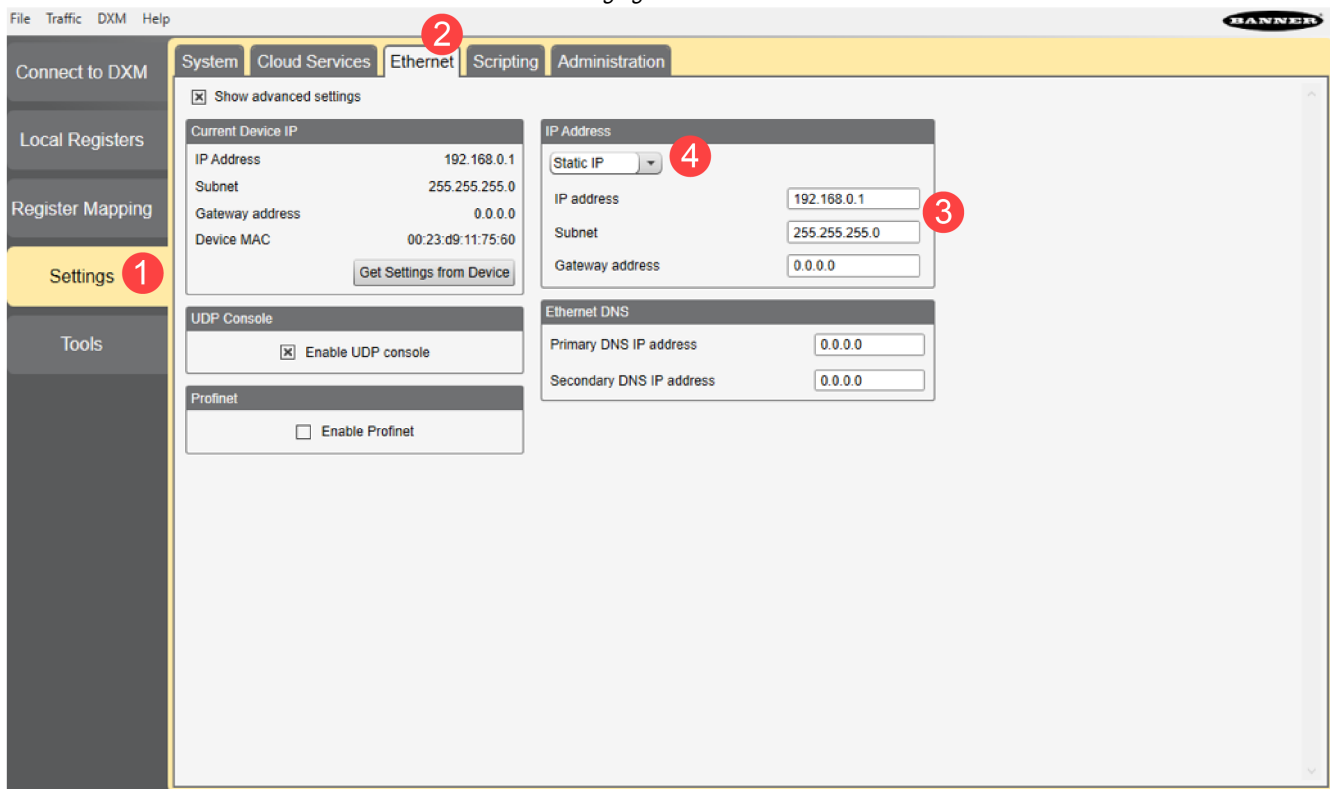 File Traffic DXM Help
BANNER
Connect to DXM
Local Registers
Register Mapping
Settings 1
Tools
2
System Cloud Services Ethernet Scripting Administration
Show advanced settings
Current Device IP
IP Address 192.168.0.1
Subnet 255.255.255.0
Gateway address 0.0.0.0
Device MAC 00:23:d9:11:75:60
Get Settings from Device
UDP Console
Enable UDP console
Profinet
Enable Profinet
IP Address
Static IP 4
IP address 192.168.0.1
3
Subnet 255.255.255.0
Gateway address 0.0.0.0
Ethernet DNS
Primary DNS IP address 0.0.0.0
Secondary DNS IP address 0.0.0.0